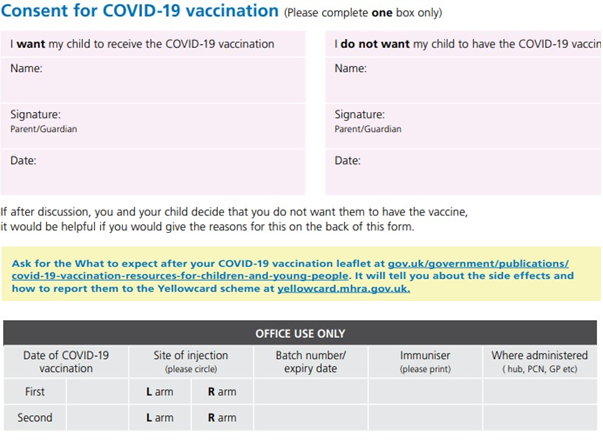 Consent for COVID-19 vaccination (Please complete one box only)
I want my child to receive the COVID-19 vaccination
Name:
Signature:
Parent/Guardian
Date:
I do not want my child to have the COVID-19 vaccin
Name:
Signature:
Parent/Guardian
Date:
If after discussion, you and your child decide that you do not want them to have the vaccine,
it would be helpful if you would give the reasons for this on the back of this form.
Ask for the What to expect after your COVID-19 vaccination leaflet at gov.uk/government/publications/
covid-19-vaccination-resources-for-children-and-young-people. It will tell you about the side effects and
how to report them to the Yellowcard scheme at yellowcard.mhra.gov.uk.
OFFICE USE ONLY
Date of COVID-19
vaccination
Site of injection
(please circle)
Batch number/
expiry date
Immuniser
(please print)
Where administered
( hub, PCN, GP etc)
First
L arm
R arm
Second
L arm
R arm